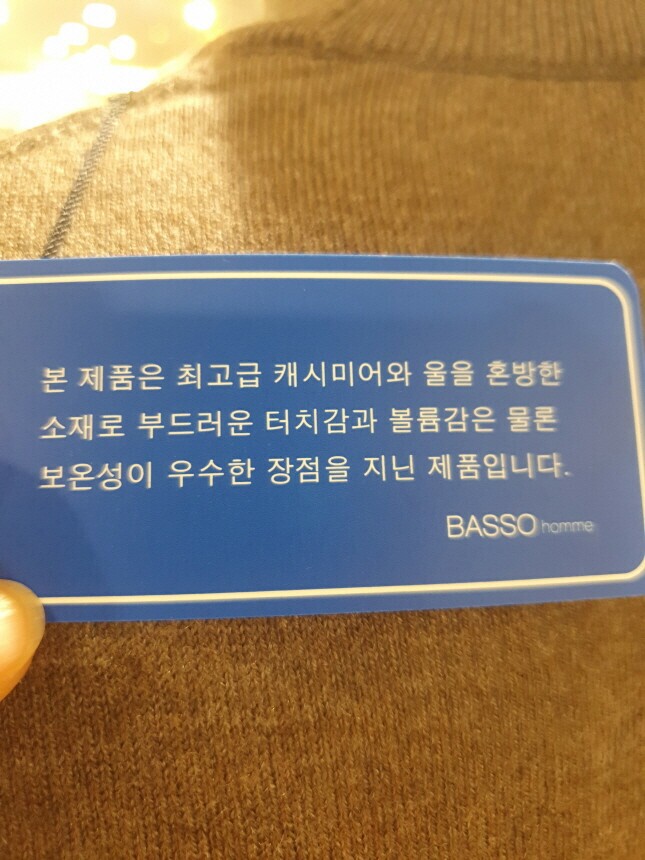 본 제품은 최고급 캐시미어와 울을 혼방한
소재로 부드러운 터치감과 볼륨감은 물론
보온성이 우수한 장점을 지닌 제품입니다.
BASSO homme